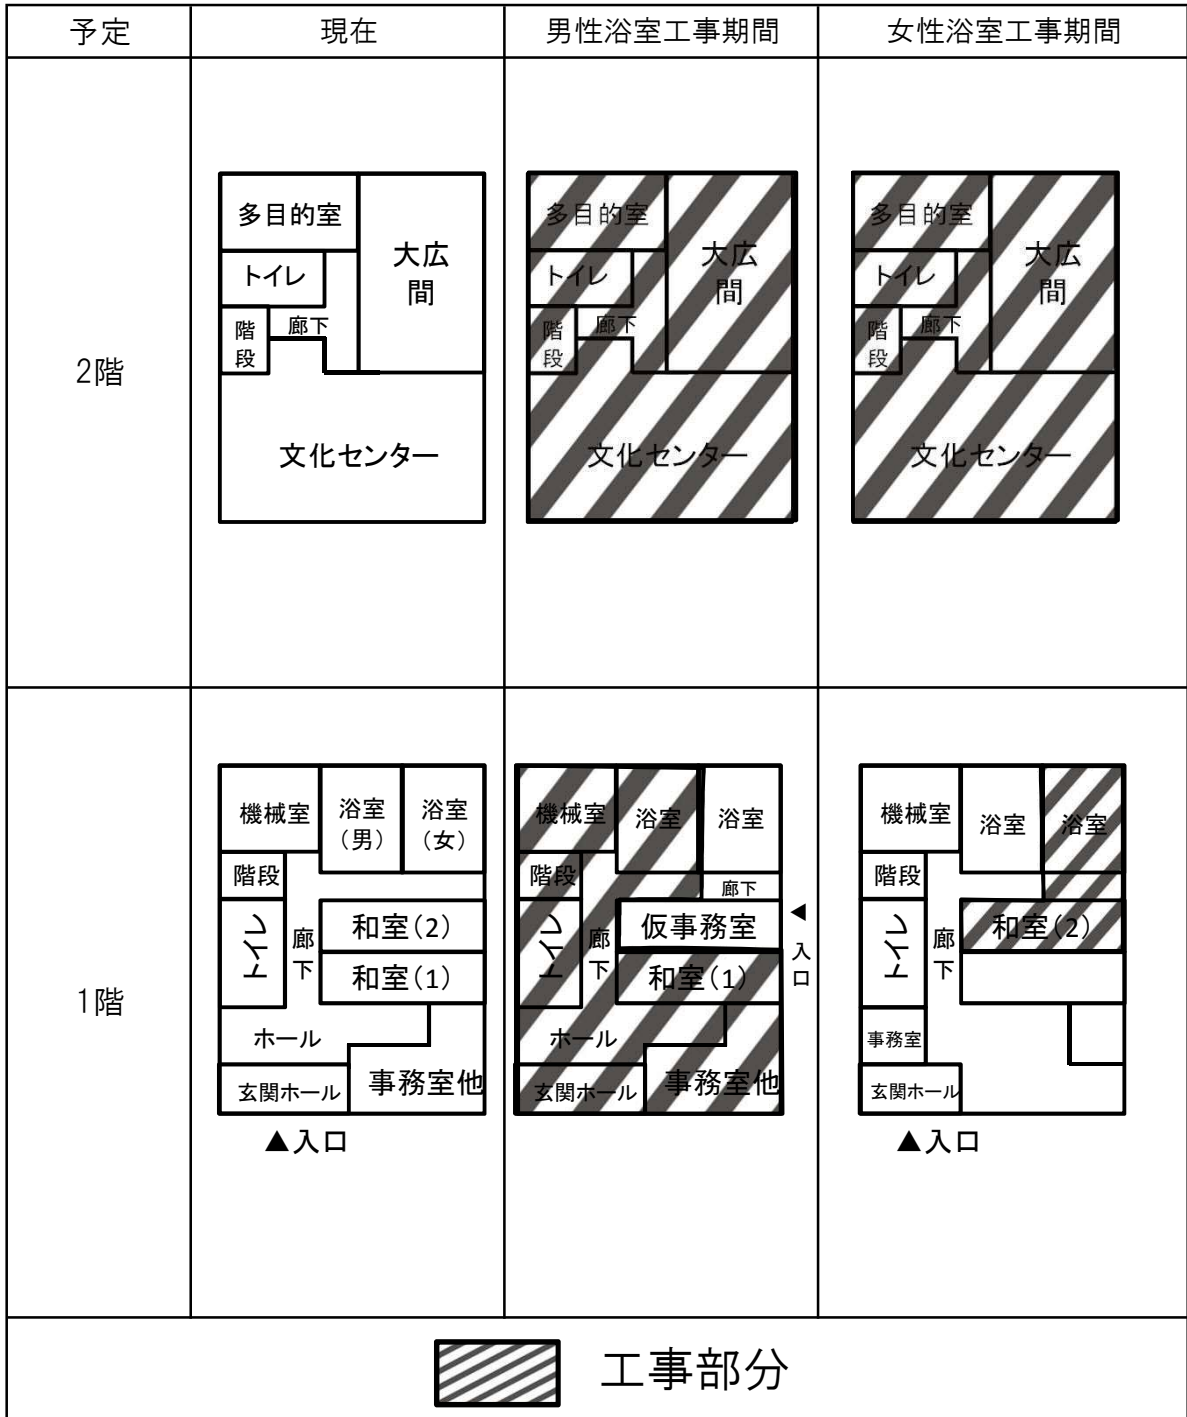 予定
現在
男性浴室工事期間
女性浴室工事期間
2階
多目的室
大広
間
トイレ
階
段
廊下
文化センター
多目的室
大広
間
トイレ
階
段
廊下
文化センター
多目的室
大広
間
トイレ
階
段
廊下
文化センター
1階
機械室
浴室
（男）
浴室
（女）
階段
トイレ
廊
下
和室(2)
和室(1)
ホール
事務室他
玄関ホール
▲入口
機械室
浴室
浴室
階段
廊下
トイレ
廊
下
仮事務室
和室(1)
ホール
事務室他
玄関ホール
◀
入
口
機械室
浴室
浴室
階段
トイレ
廊
下
和室(2)
事務室
玄関ホール
▲入口
工事部分